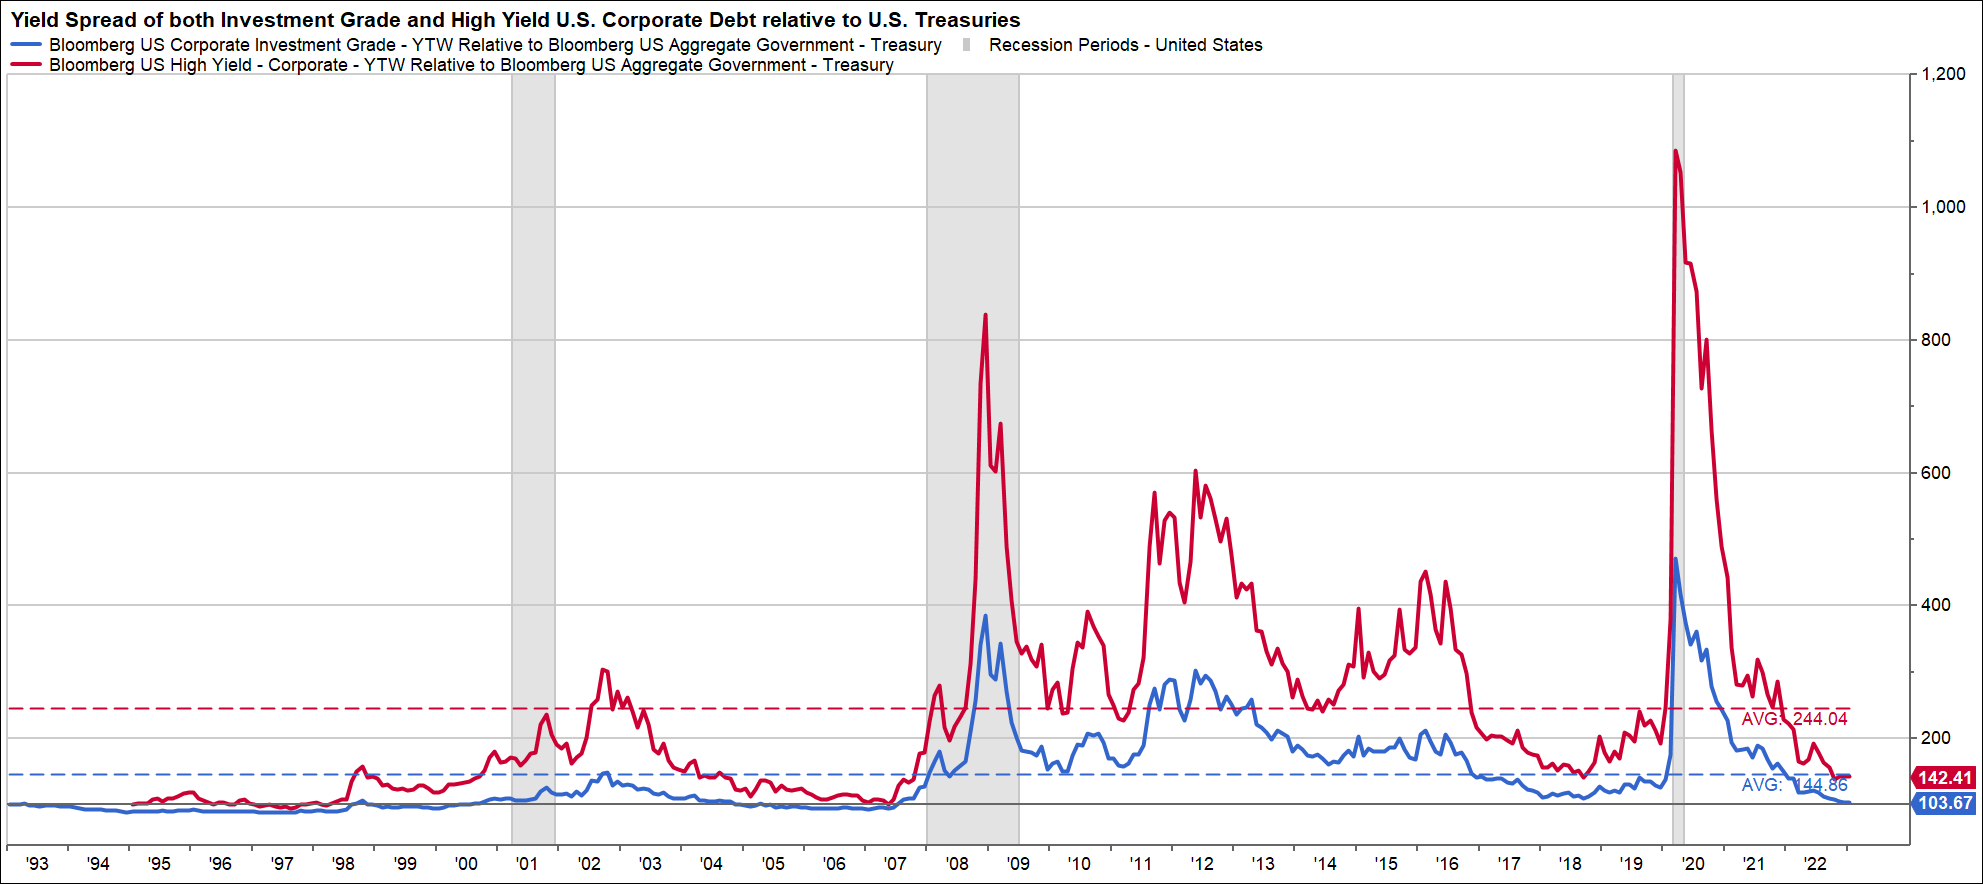 Yield Spread of both Investment Grade and High Yield U.S. Corporate Debt relative to U.S. Treasuries
Bloomberg US Corporate Investment Grade - YTW Relative to Bloomberg US Aggregate Government - Treasury Recession Periods - United States
Bloomberg US High Yield - Corporate - YTW Relative to Bloomberg US Aggregate Government - Treasury
1,200
1,000
800
600
400
AVG: 244.04
200
142.41
AVG: 144.86
103.67
'93 '94 '95 '96 '97 '98 '99 '00 '01 '02 '03 '04 '05 '06 '07 '08 '09 '10 '11 '12 '13 '14 '15 '16 '17 '18 '19 '20 '21 '22